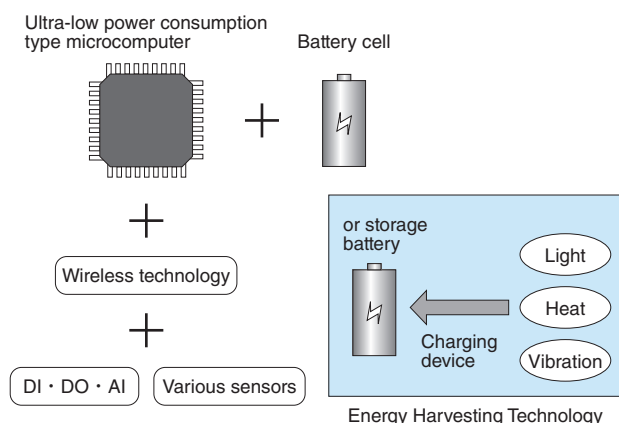 Ultra-low power consumption
type microcomputer
Battery cell
or storage
battery
Light
Wireless technology
Heat
Charging
device
Vibration
DI・DO・AI
Various sensors
Energy Harvesting Technology